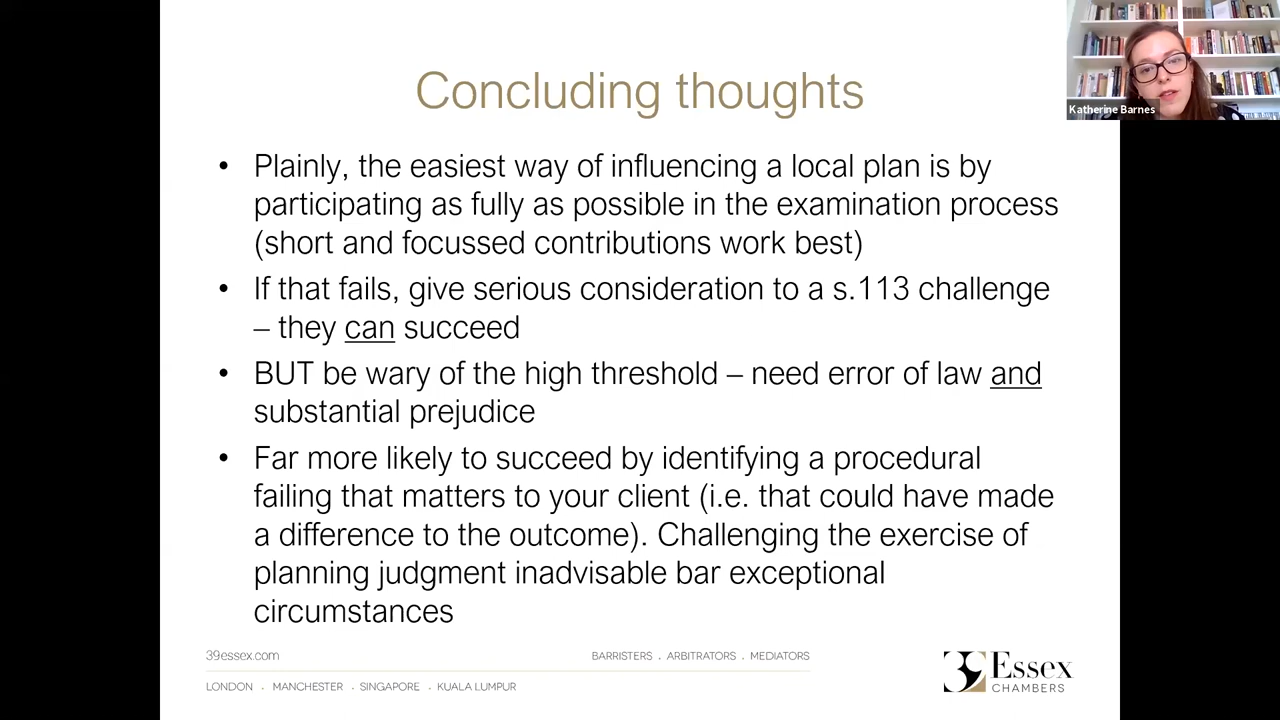 Concluding thoughts
Katherine Barnes
• Plainly, the easiest way of influencing a local plan is by
participating as fully as possible in the examination process
(short and focussed contributions work best)
• If that fails, give serious consideration to a s.113 challenge
– they can succeed
• BUT be wary of the high threshold – need error of law and
substantial prejudice
• Far more likely to succeed by identifying a procedural
failing that matters to your client (i.e. that could have made
a difference to the outcome). Challenging the exercise of
planning judgment inadvisable bar exceptional
circumstances
39essex.com
BARRISTERS . ARBITRATORS . MEDIATORS
LONDON . MANCHESTER . SINGAPORE . KUALA LUMPUR
39 Essex
CHAMBERS